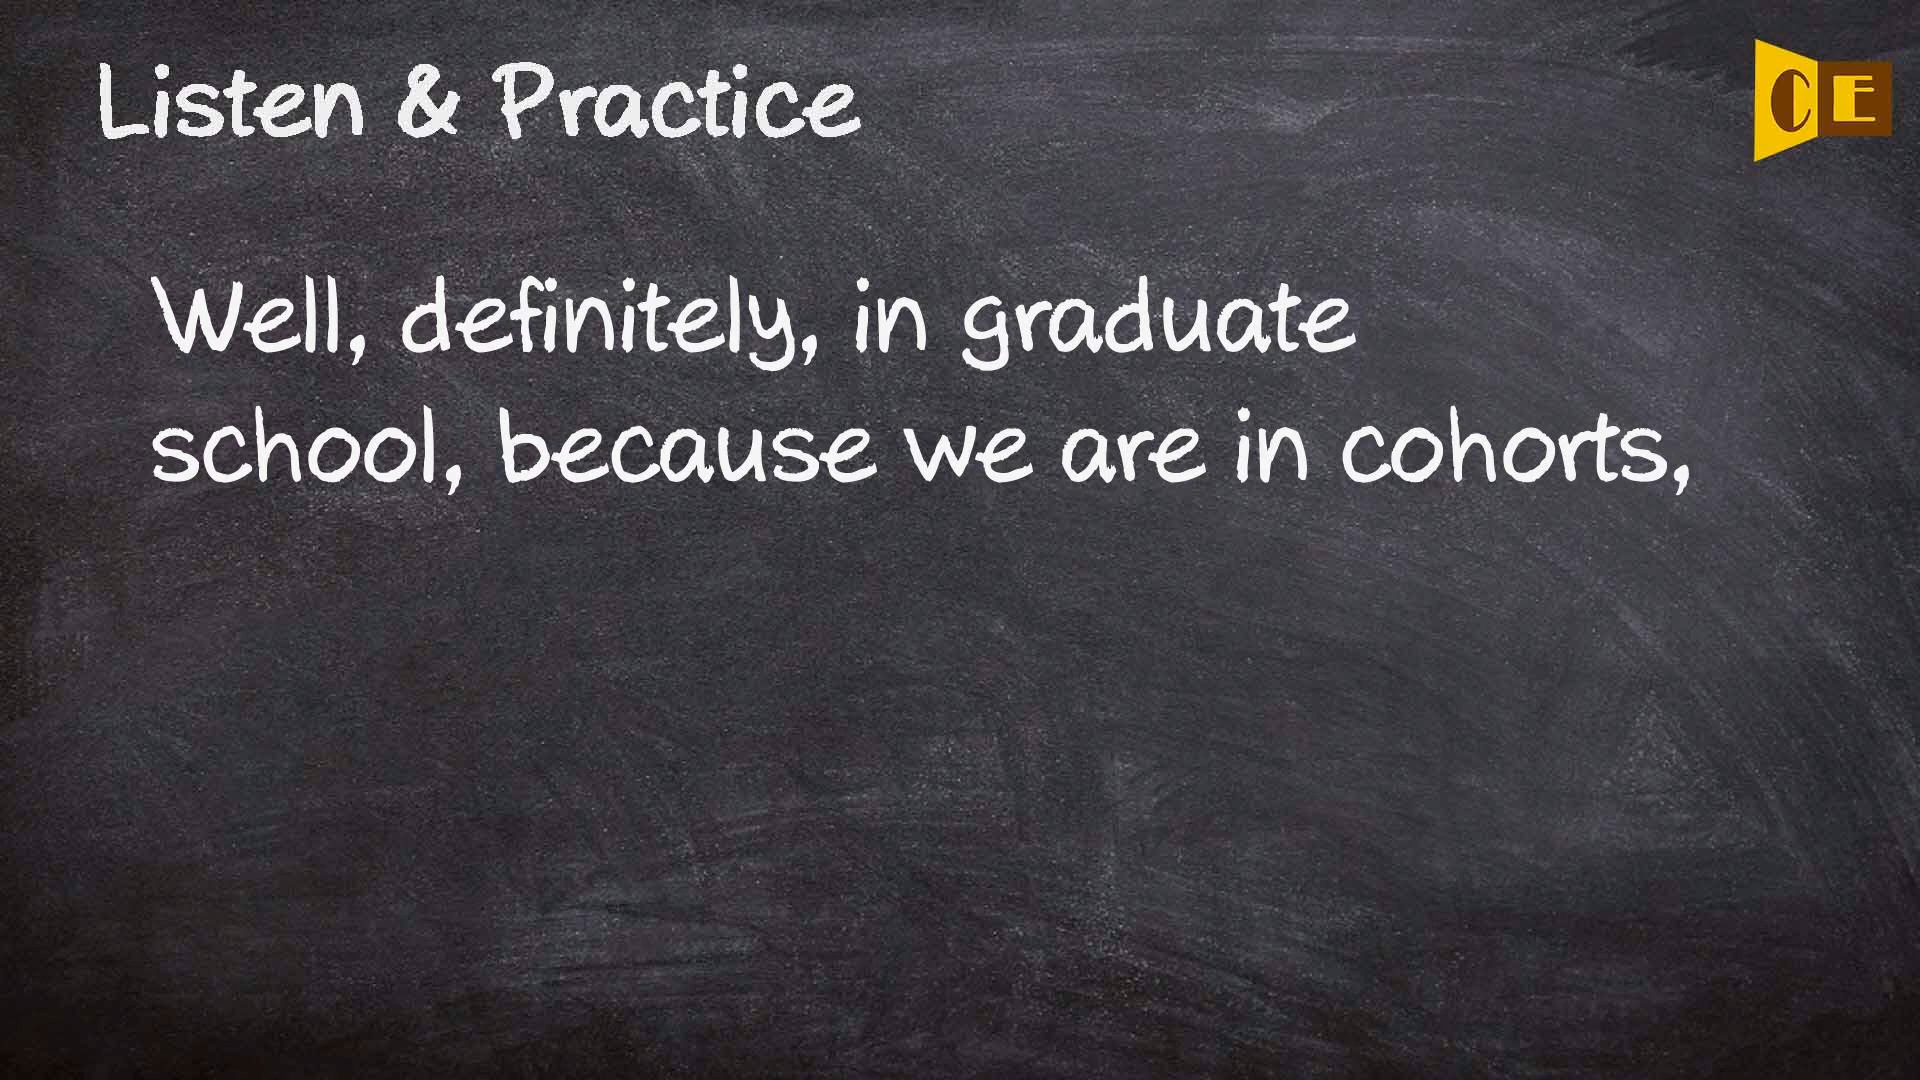 Listen & Practice
CE
Well, definitely, in graduate
school, because we are in cohorts,